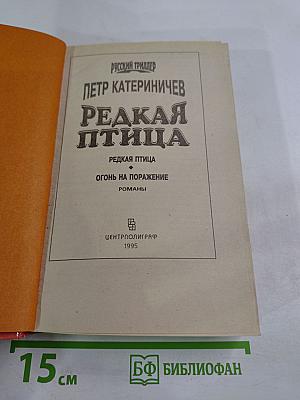 РУССКИЙ ТРИЛЛЕР
ПЕТР КАТЕРИНИЧЕВ
РЕДКАЯ
ПТИЦА
РЕДКАЯ ПТИЦА
ОГОНЬ НА ПОРАЖЕНИЕ
РОМАНЫ
ЦЕНТРПОЛИГРАФ
1995
15 см
БФ БИБЛИОФАН